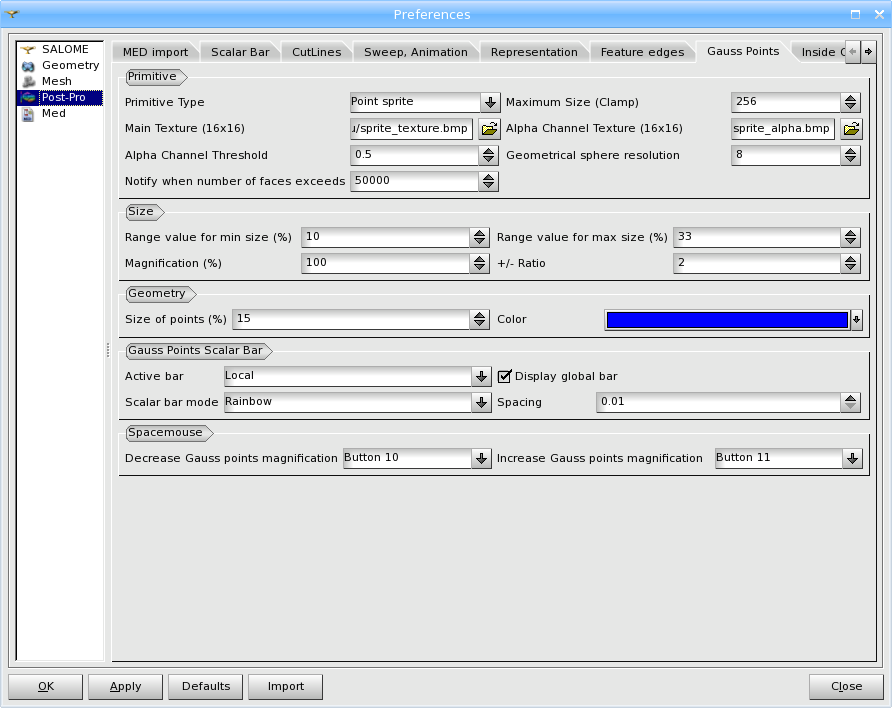 Preferences
SALOME
Geometry
Mesh
Post-Pro
Med
MED import Scalar Bar CutLines Sweep, Animation Representation Feature edges Gauss Points Inside
Primitive
Primitive Type Point sprite Maximum Size (Clamp) 256
Main Texture (16x16) /sprite_texture.bmp Alpha Channel Texture (16x16) sprite_alpha.bmp
Alpha Channel Threshold 0.5 Geometrical sphere resolution 8
Notify when number of faces exceeds 50000
Size
Range value for min size (%) 10 Range value for max size (%) 33
Magnification (%) 100 +/- Ratio 2
Geometry
Size of points (%) 15 Color
Gauss Points Scalar Bar
Active bar Local Display global bar
Scalar bar mode Rainbow Spacing 0.01
Spacemouse
Decrease Gauss points magnification Button 10 Increase Gauss points magnification Button 11
OK Apply Defaults Import Close